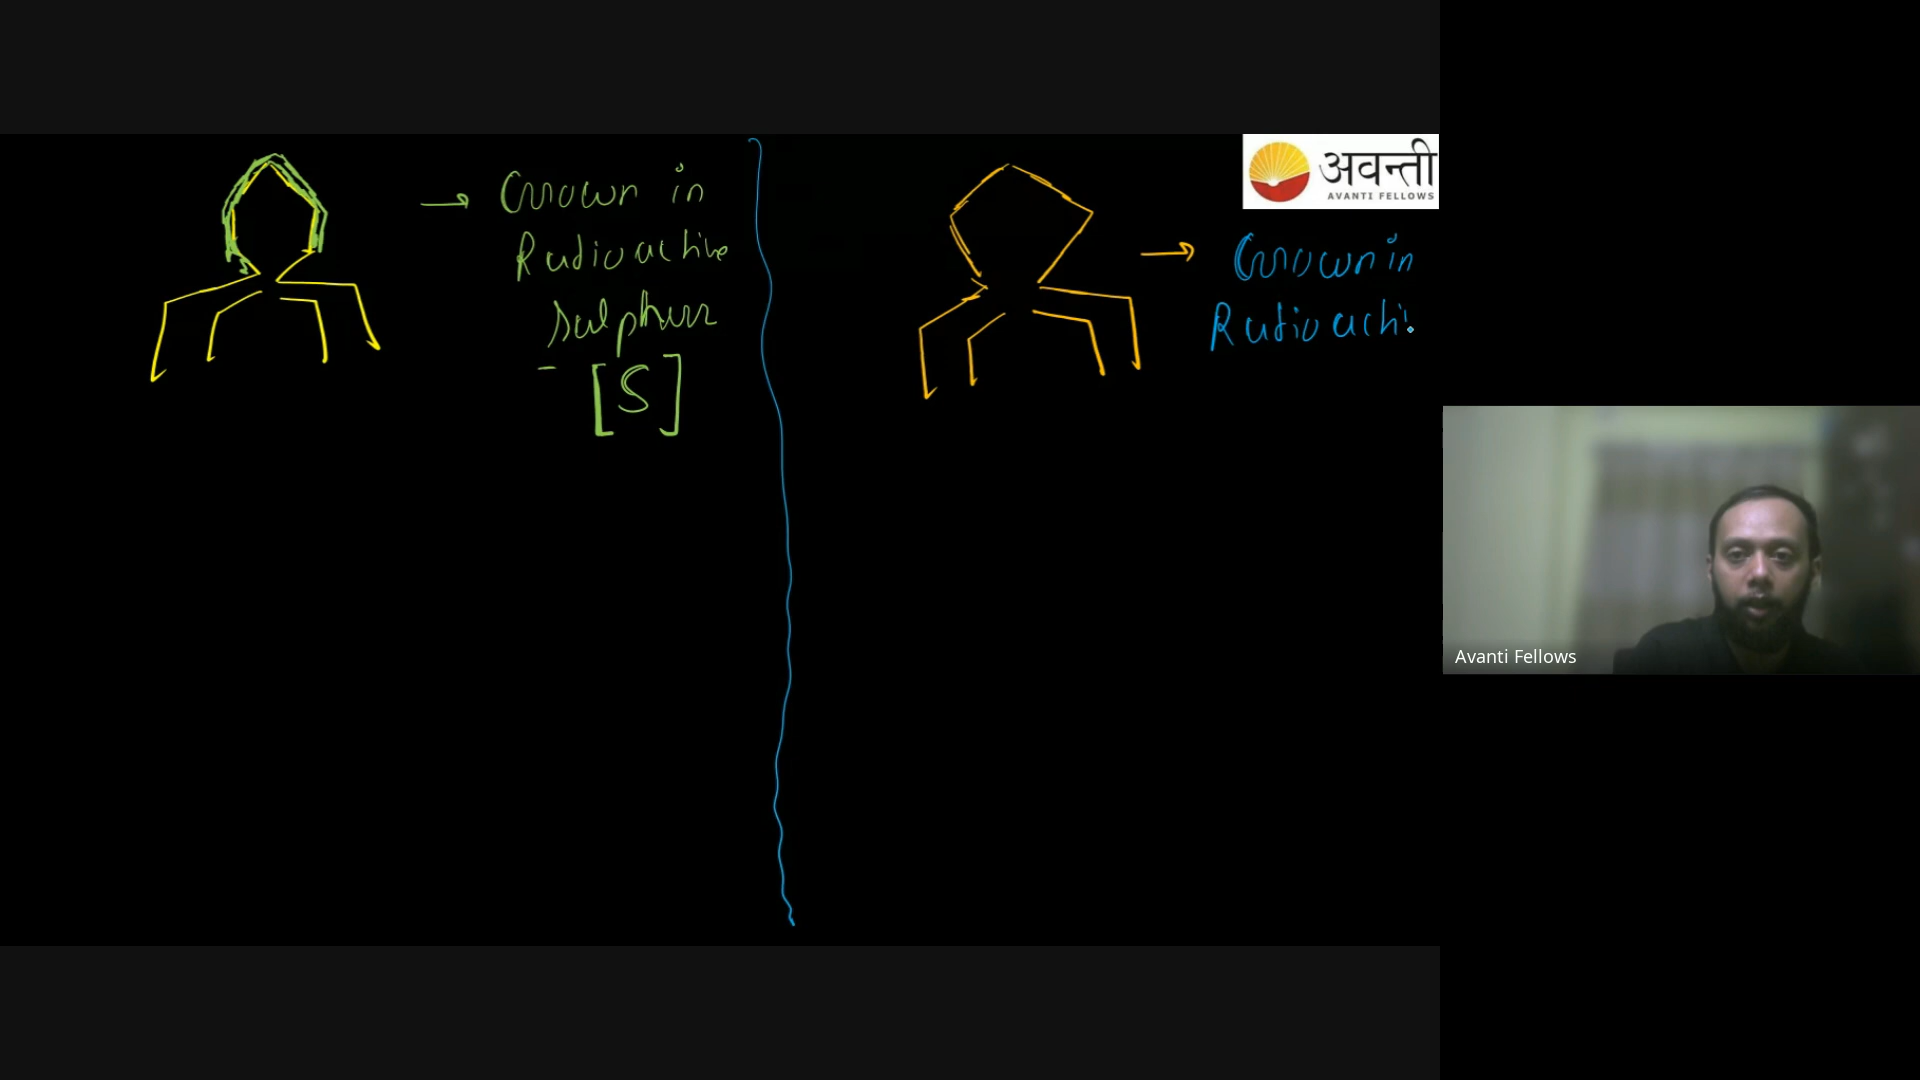 Grown in
Radioactive
Sulphur
[S]
अवन्ती
AVANTI FELLOWS
Grown in
Radioacti
Avanti Fellows